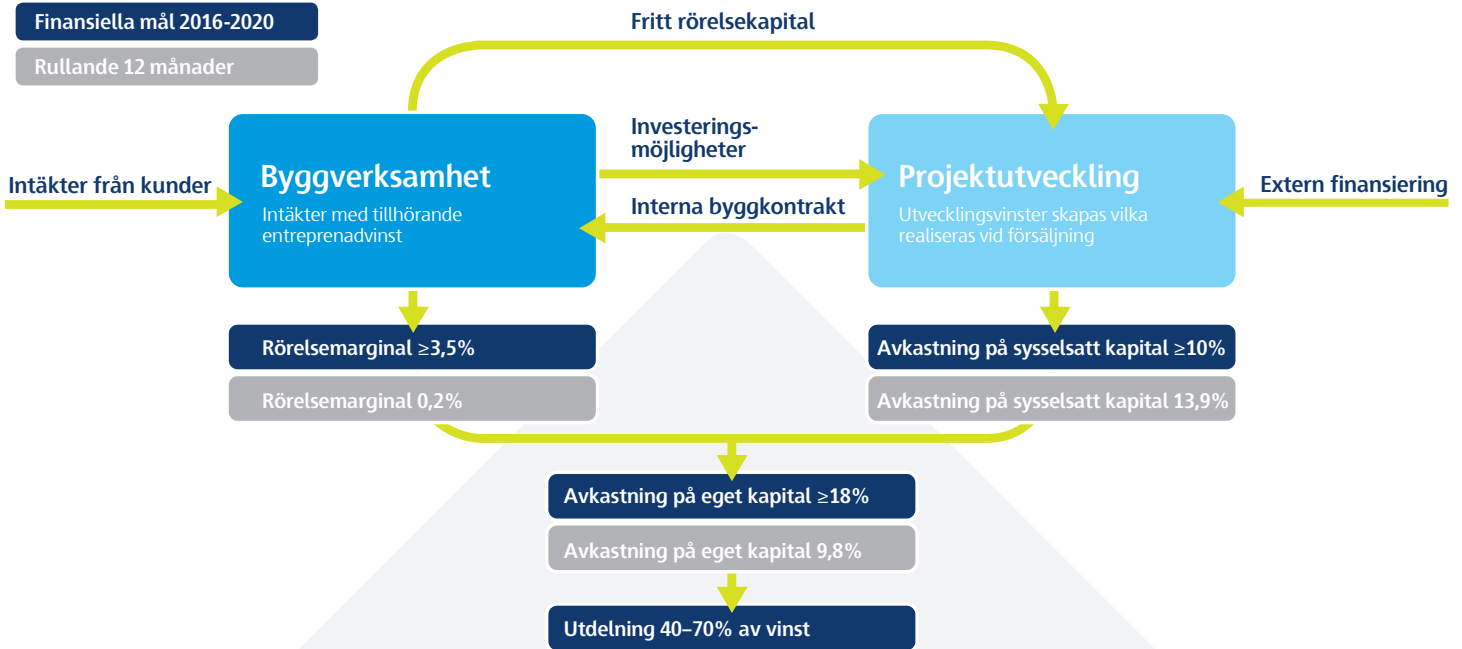 Finansiella mål 2016-2020
Rullande 12 månader
Fritt rörelsekapital
Intäkter från kunder
Byggverksamhet
Intäkter med tillhörande
entreprenadvinst
Investerings-
möjligheter
Interna byggkontrakt
Projektutveckling
Utvecklingsvinster skapas vilka
realiseras vid försäljning
Extern finansiering
Rörelsemarginal ≥3,5%
Rörelsemarginal 0,2%
Avkastning på sysselsatt kapital ≥10%
Avkastning på sysselsatt kapital 13,9%
Avkastning på eget kapital ≥18%
Avkastning på eget kapital 9,8%
Utdelning 40–70% av vinst